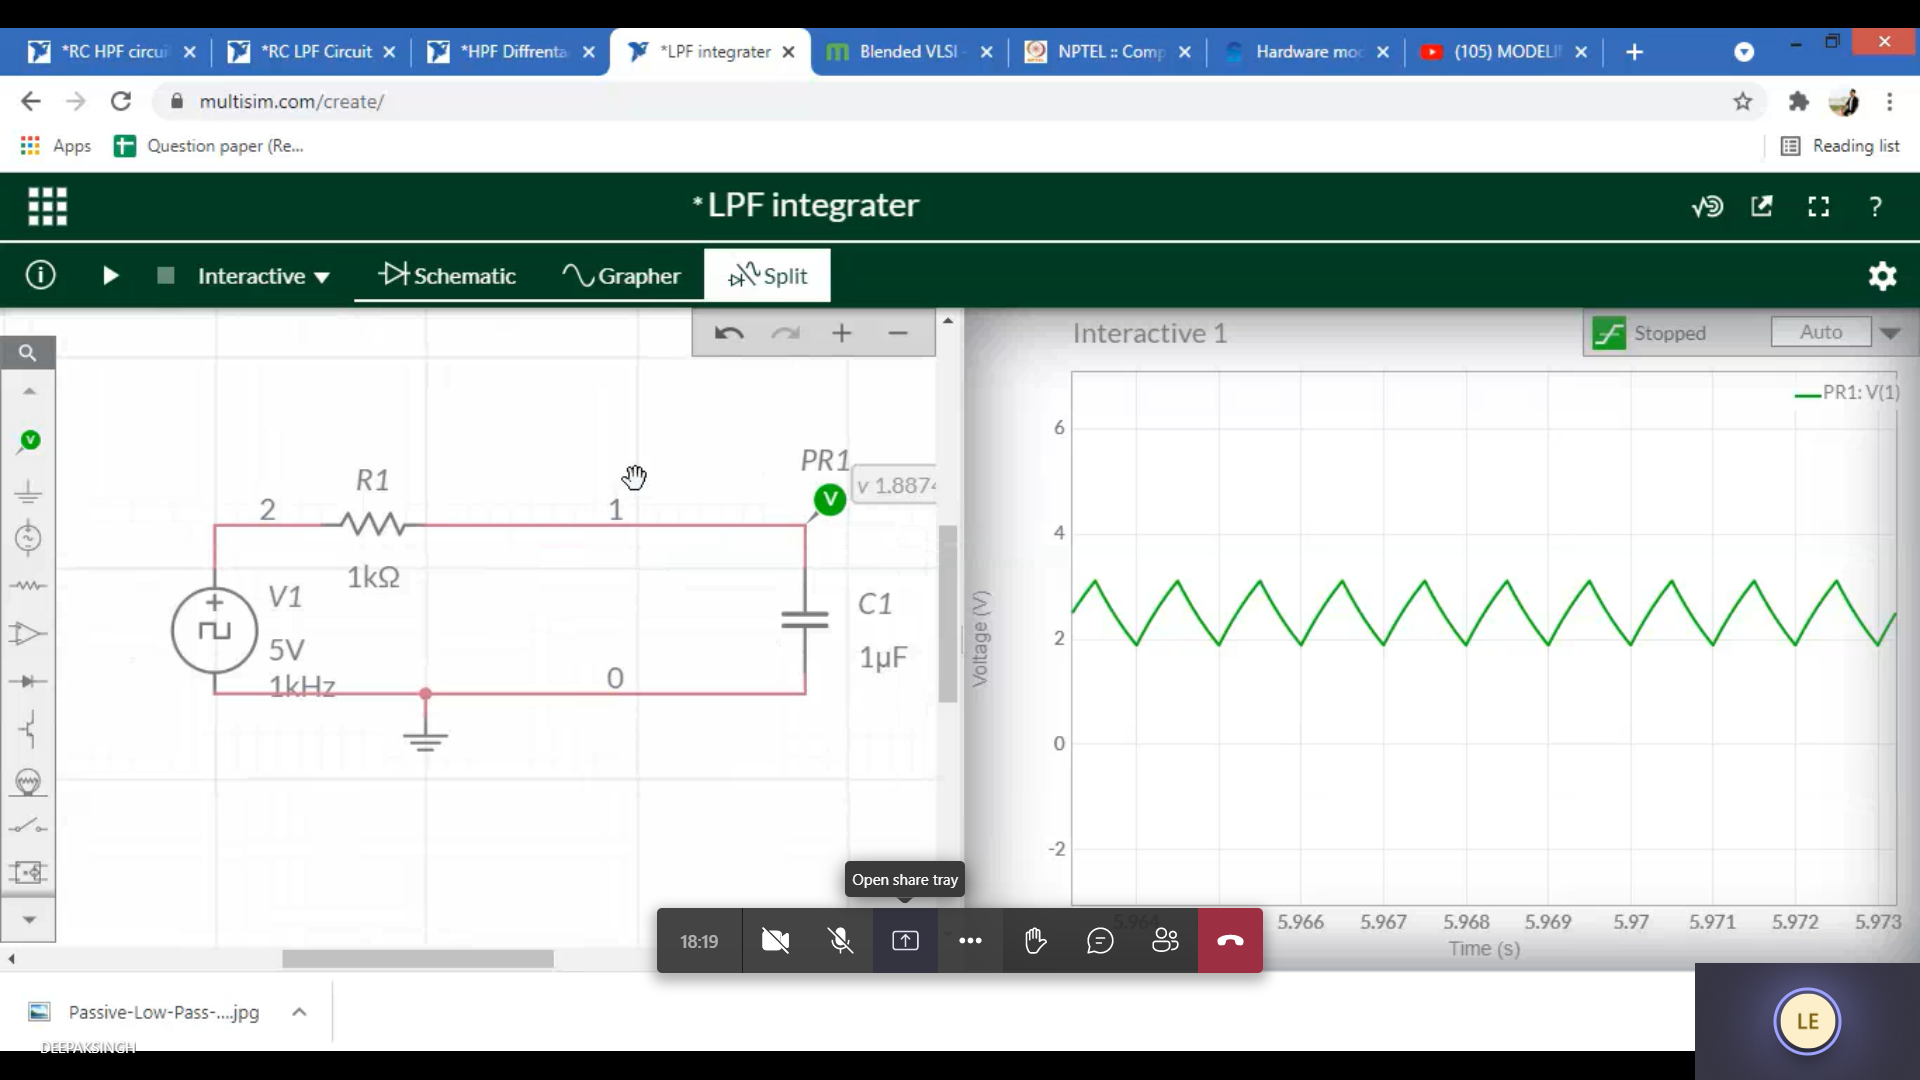 *RC HPF circui
*RC LPF Circuit
*HPF Diffrenta
*LPF integrater
Blended VLSI -
NPTEL :: Comp
Hardware mo
(105) MODELI
multisim.com/create/
Apps
Question paper (Re...
Reading list
* LPF integrater
?
Interactive
Schematic
Grapher
Split
Interactive 1
Stopped
Auto
PR1: V(1)
R1
2
1
PR1
V
v 1.8874
1kΩ
V1
5V
1kHz
0
C1
1µF
Voltage (V)
6
4
2
0
-2
5.964
5.966
5.967
5.968
5.969
5.97
5.971
5.972
5.973
Time (s)
Open share tray
18:19
Passive-Low-Pass-....jpg
DEEPAKSINGH
LE